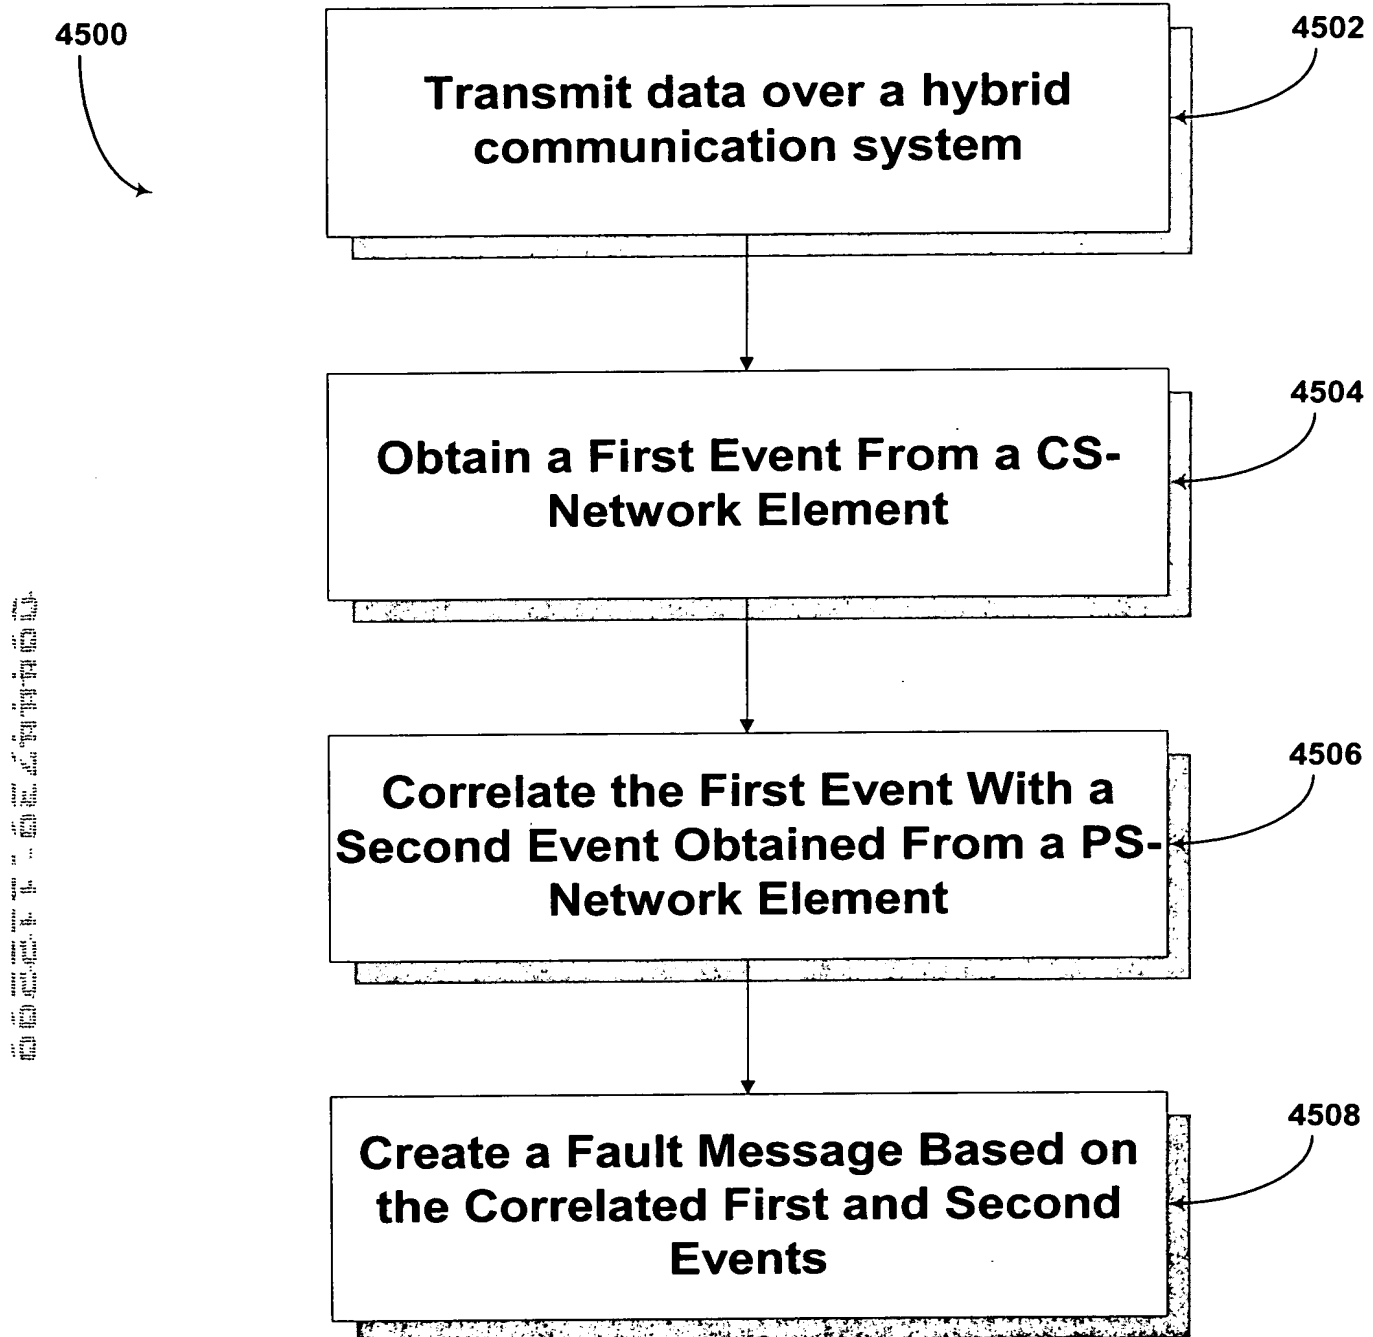 4500
4502
Transmit data over a hybrid
communication system
4504
Obtain a First Event From a CS-
Network Element
4506
Correlate the First Event With a
Second Event Obtained From a PS-
Network Element
4508
Create a Fault Message Based on
the Correlated First and Second
Events